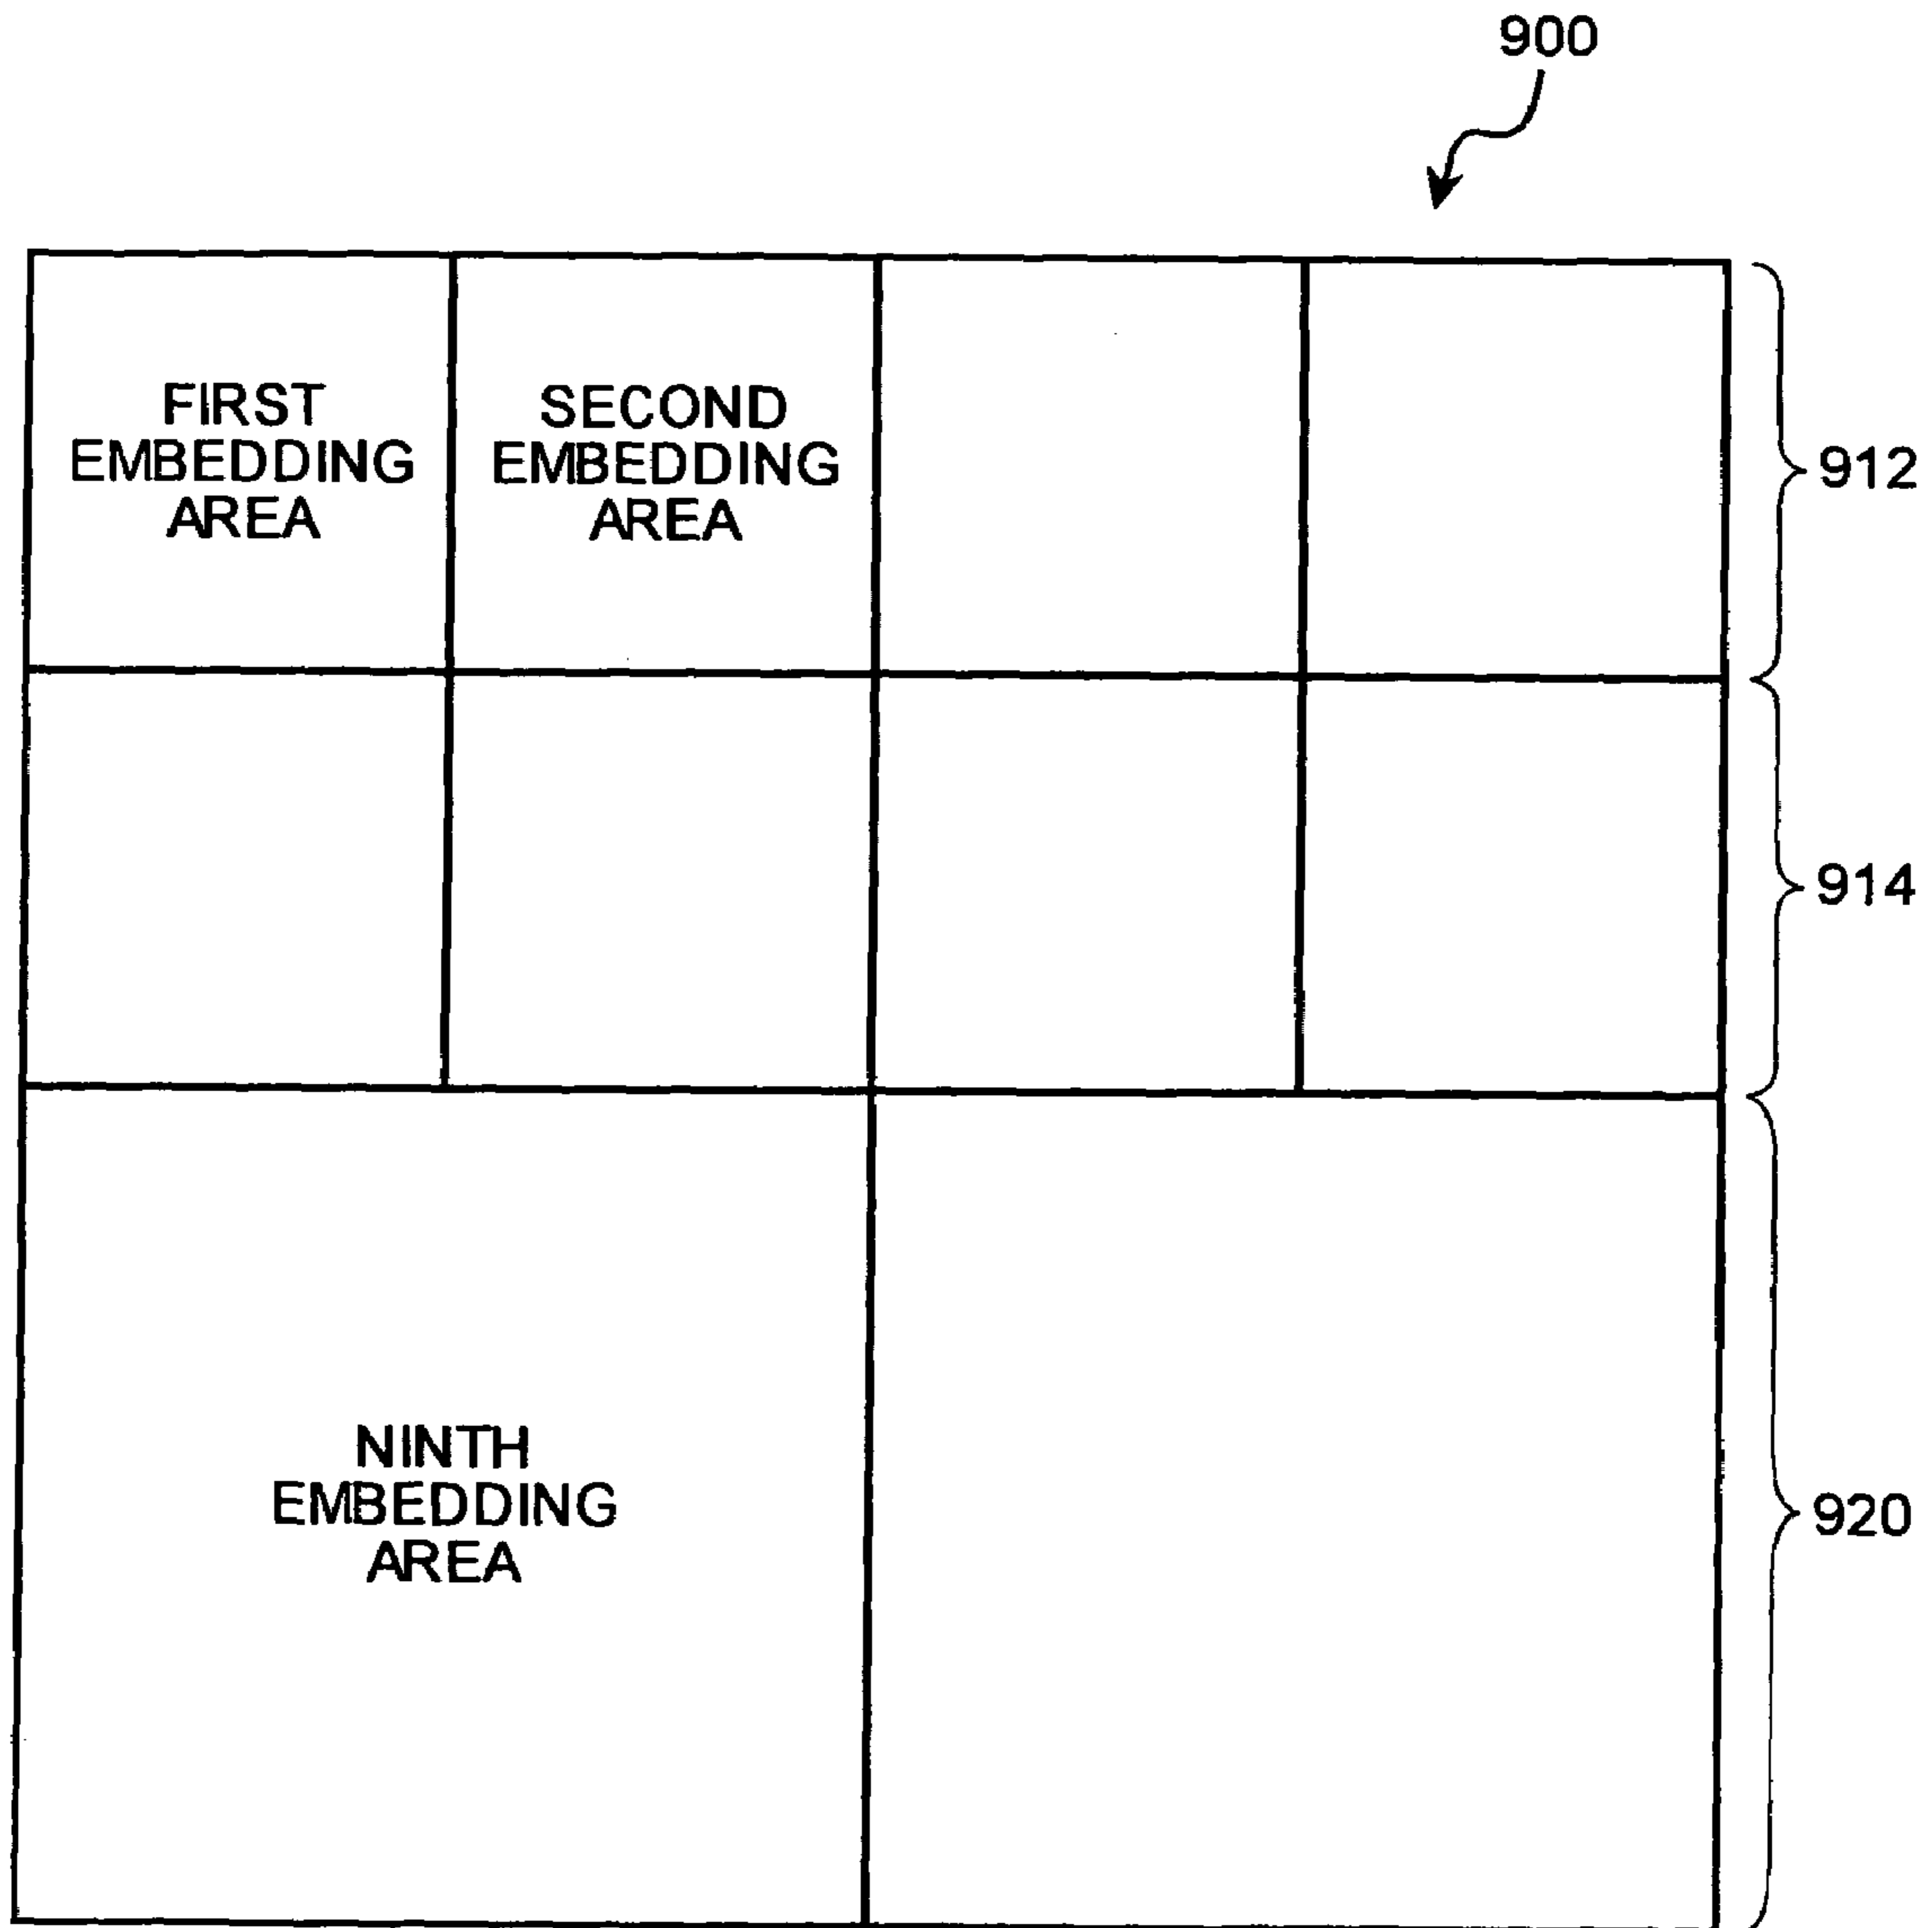 900
FIRST
EMBEDDING
AREA
SECOND
EMBEDDING
AREA
912
914
NINTH
EMBEDDING
AREA
920